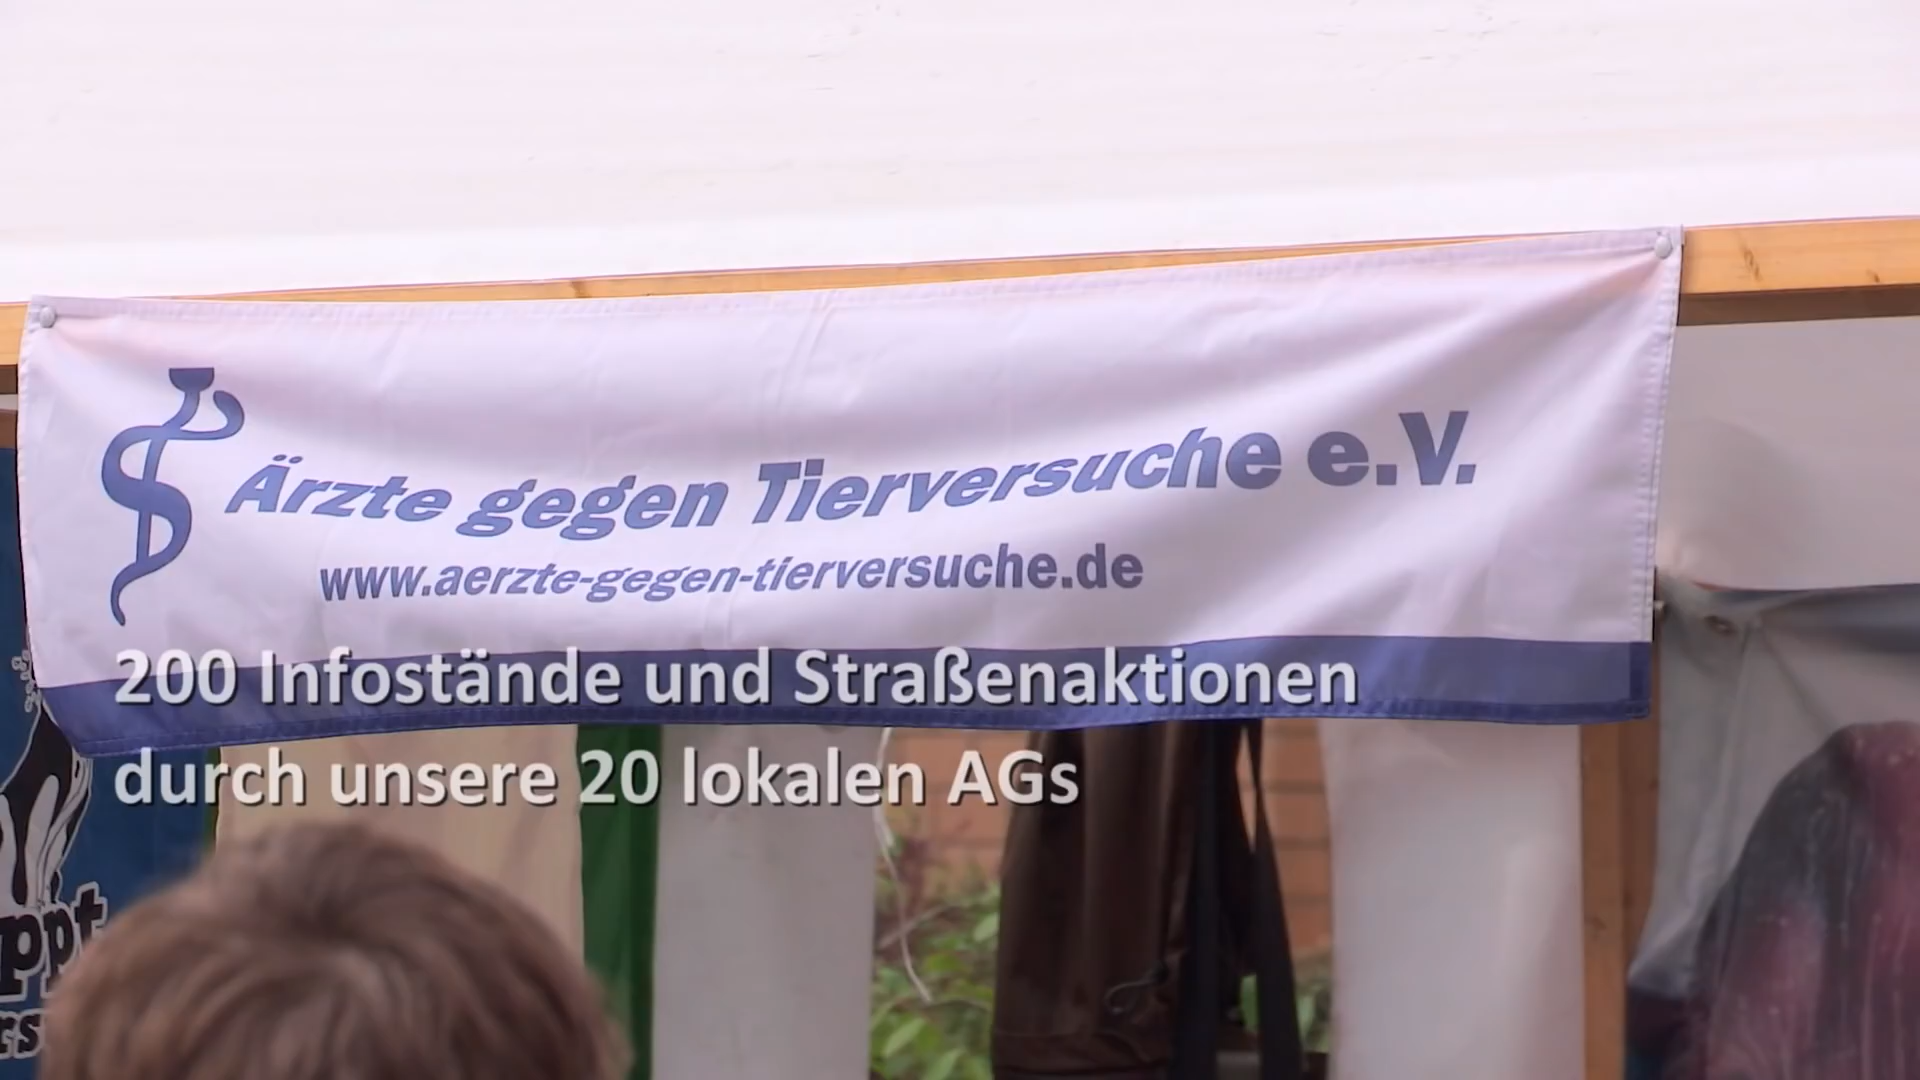 Ärzte gegen Tierversuche e.V.
www.aerzte-gegen-tierversuche.de
200 Infostände und Straßenaktionen
durch unsere 20 lokalen AGs